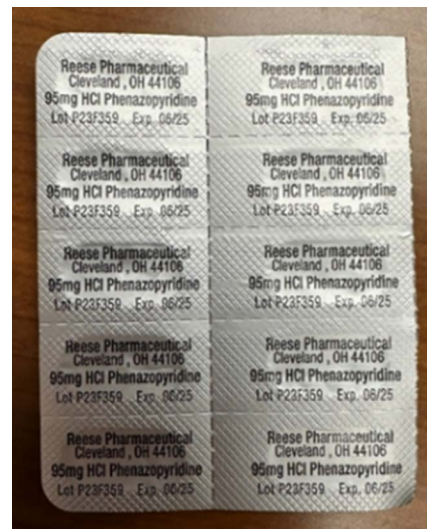 Reese Pharmaceutical
Cleveland , OH 44106
95mg HCl Phenazopyridine
Lot P23F359 Exp. 06/25
Reese Pharmaceutical
Cleveland , OH 44106
95mg HCl Phenazopyridine
Lot P23F359 Exp. 06/25
Reese Pharmaceutical
Cleveland , OH 44106
95mg HCl Phenazopyridine
Lot P23F359 Exp. 06/25
Reese Pharmaceutical
Cleveland , OH 44106
95mg HCl Phenazopyridine
Lot P23F359 Exp. 06/25
Reese Pharmaceutical
Cleveland , OH 44106
95mg HCl Phenazopyridine
Lot P23F359 Exp. 06/25
Reese Pharmaceutical
Cleveland , OH 44106
95mg HCl Phenazopyridine
Lot P23F359 Exp. 06/25
Reese Pharmaceutical
Cleveland , OH 44106
95mg HCl Phenazopyridine
Lot P23F359 Exp. 06/25
Reese Pharmaceutical
Cleveland , OH 44106
95mg HCl Phenazopyridine
Lot P23F359 Exp. 06/25
Reese Pharmaceutical
Cleveland , OH 44106
95mg HCl Phenazopyridine
Lot P23F359 Exp. 06/25
Reese Pharmaceutical
Cleveland , OH 44106
95mg HCl Phenazopyridine
Lot P23F359 Exp. 06/25